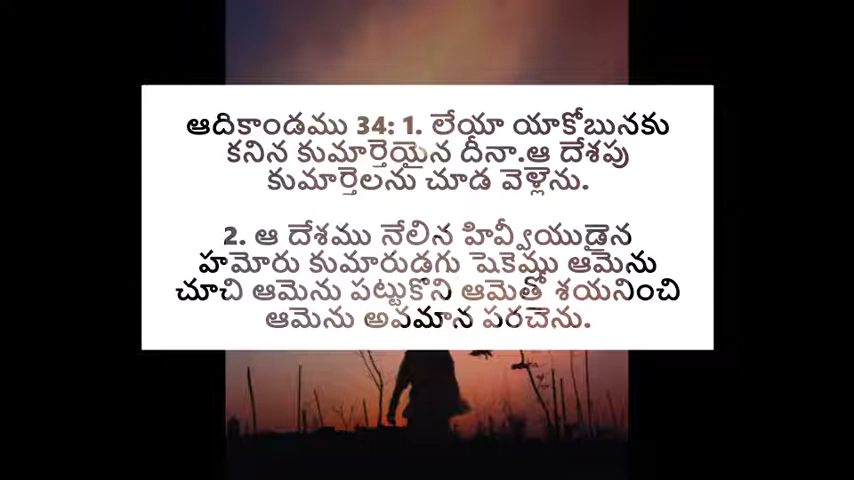 ఆదికాండము 34: 1. లేయా యాకోబునకు
కనిన కుమార్తెయైన దీనా.ఆ దేశపు
కుమార్తెలను చూడ వెళ్లెను.
2. ఆ దేశము నేలిన హివ్వీయుడైన
హమోరు కుమారుడగు షెకెము ఆమెను
చూచి ఆమెను పట్టుకొని ఆమెతో శయనించి
ఆమెను అవమాన పరచెను.